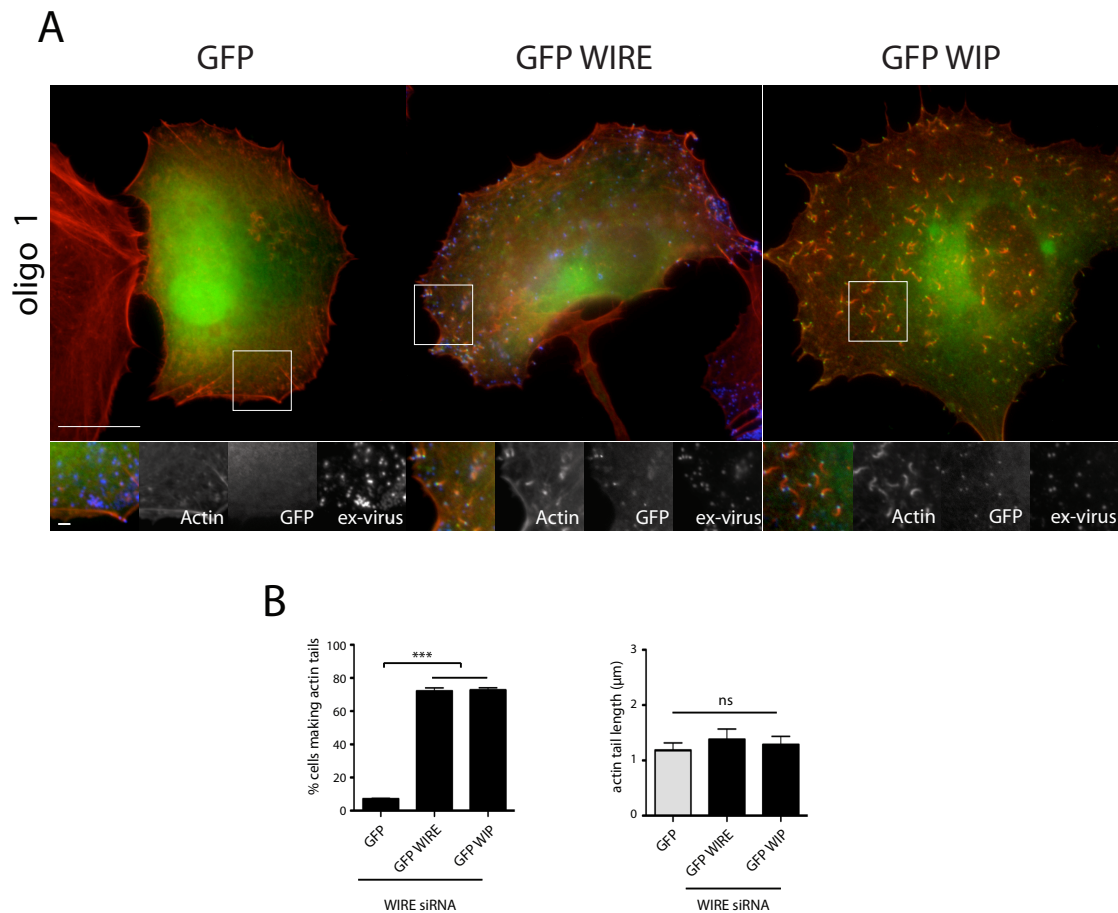 A
GFP
GFP WIRE
GFP WIP
oligo 1
Actin
GFP
ex-virus
Actin
GFP
ex-virus
Actin
GFP
ex-virus
B
% cells making actin tails
100
80
60
40
20
0
***
GFP
GFP WIRE
GFP WIP
WIRE siRNA
actin tail length (μm)
3
2
1
0
ns
GFP
GFP WIRE
GFP WIP
WIRE siRNA